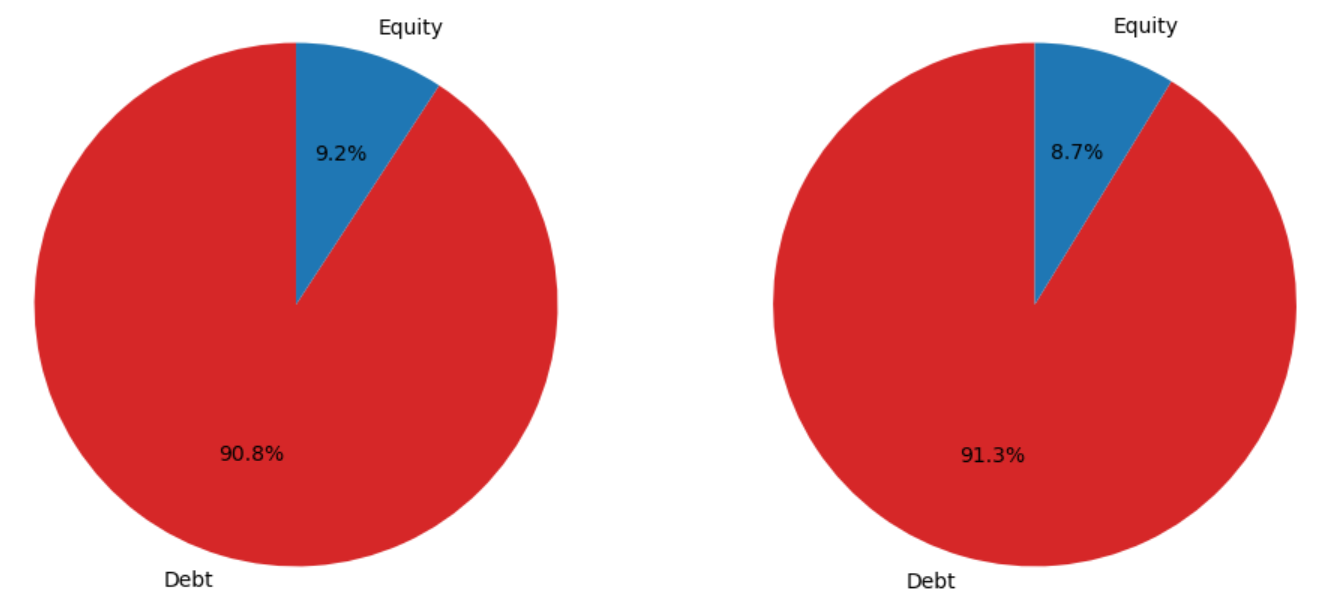 Equity
9.2%
90.8%
Debt
Equity
8.7%
91.3%
Debt